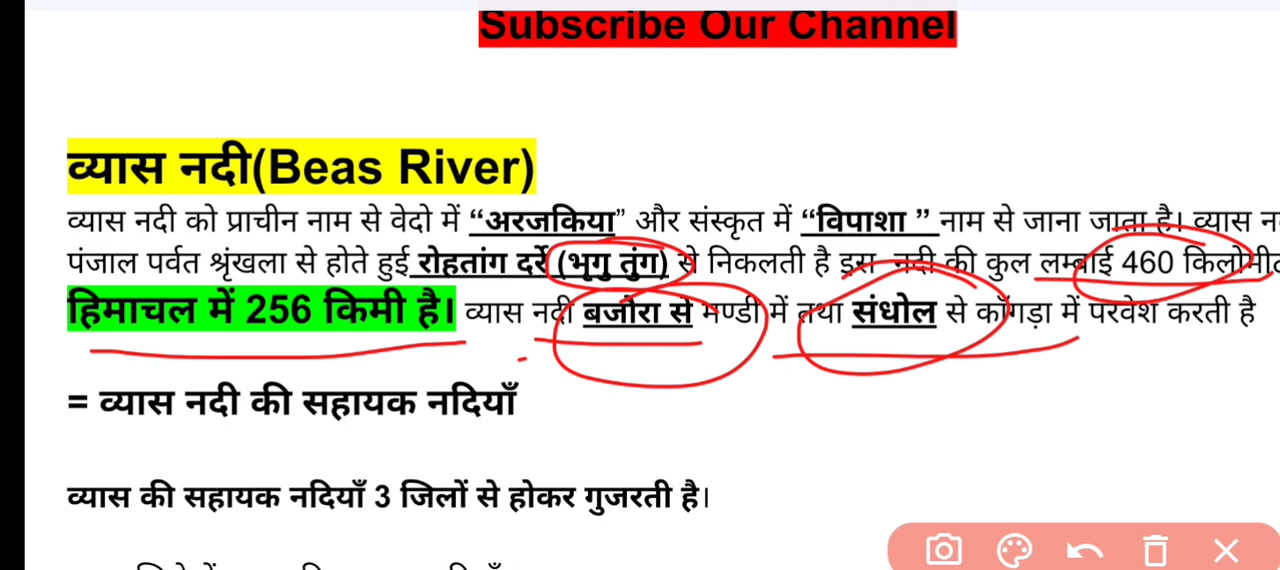 Subscribe Our Channel
व्यास नदी(Beas River)
व्यास नदी को प्राचीन नाम से वेदो में “अरजकिया” और संस्कृत में “विपाशा ” नाम से जाना जाता है। व्यास
पंजाल पर्वत श्रृंखला से होते हुई रोहतांग दर्रे (भृगु तुंग) से निकलती है इस नदी की कुल लम्बाई 460
हिमाचल में 256 किमी है। व्यास नदी बजौरा से मण्डी में तथा संधोल से काँगड़ा में परवेश करती है
= व्यास नदी की सहायक नदियाँ
व्यास की सहायक नदियाँ 3 जिलों से होकर गुजरती है।